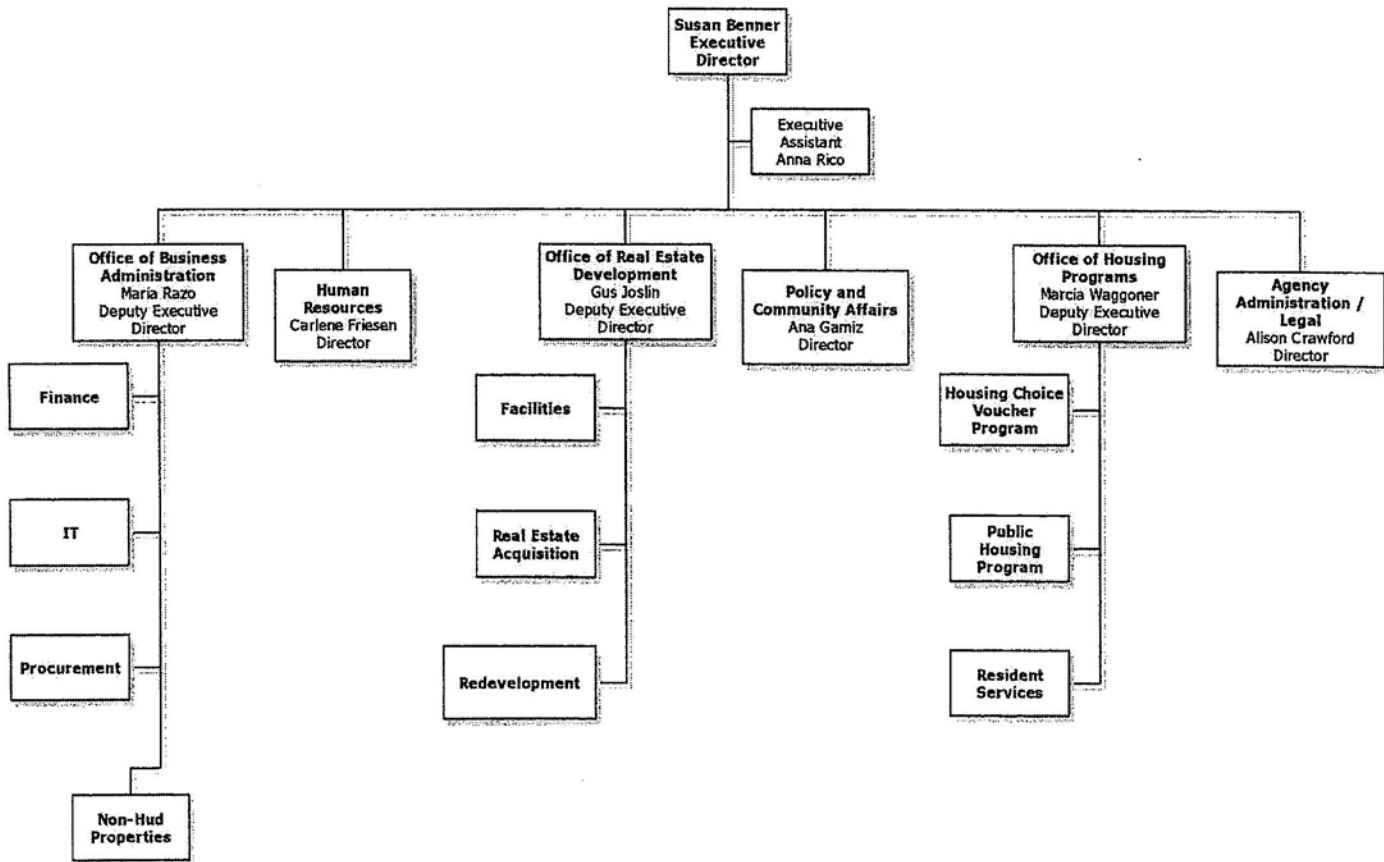 Susan Benner
Executive
Director
Executive
Assistant
Anna Rico
Office of Business
Administration
Maria Razo
Deputy Executive
Director
Human
Resources
Carlene Friesen
Director
Office of Real Estate
Development
Gus Joslin
Deputy Executive
Director
Policy and
Community Affairs
Ana Gamiz
Director
Office of Housing
Programs
Marcia Waggoner
Deputy Executive
Director
Agency
Administration /
Legal
Alison Crawford
Director
Finance
Facilities
Housing Choice
Voucher
Program
IT
Real Estate
Acquisition
Public
Housing
Program
Procurement
Redevelopment
Resident
Services
Non-Hud
Properties